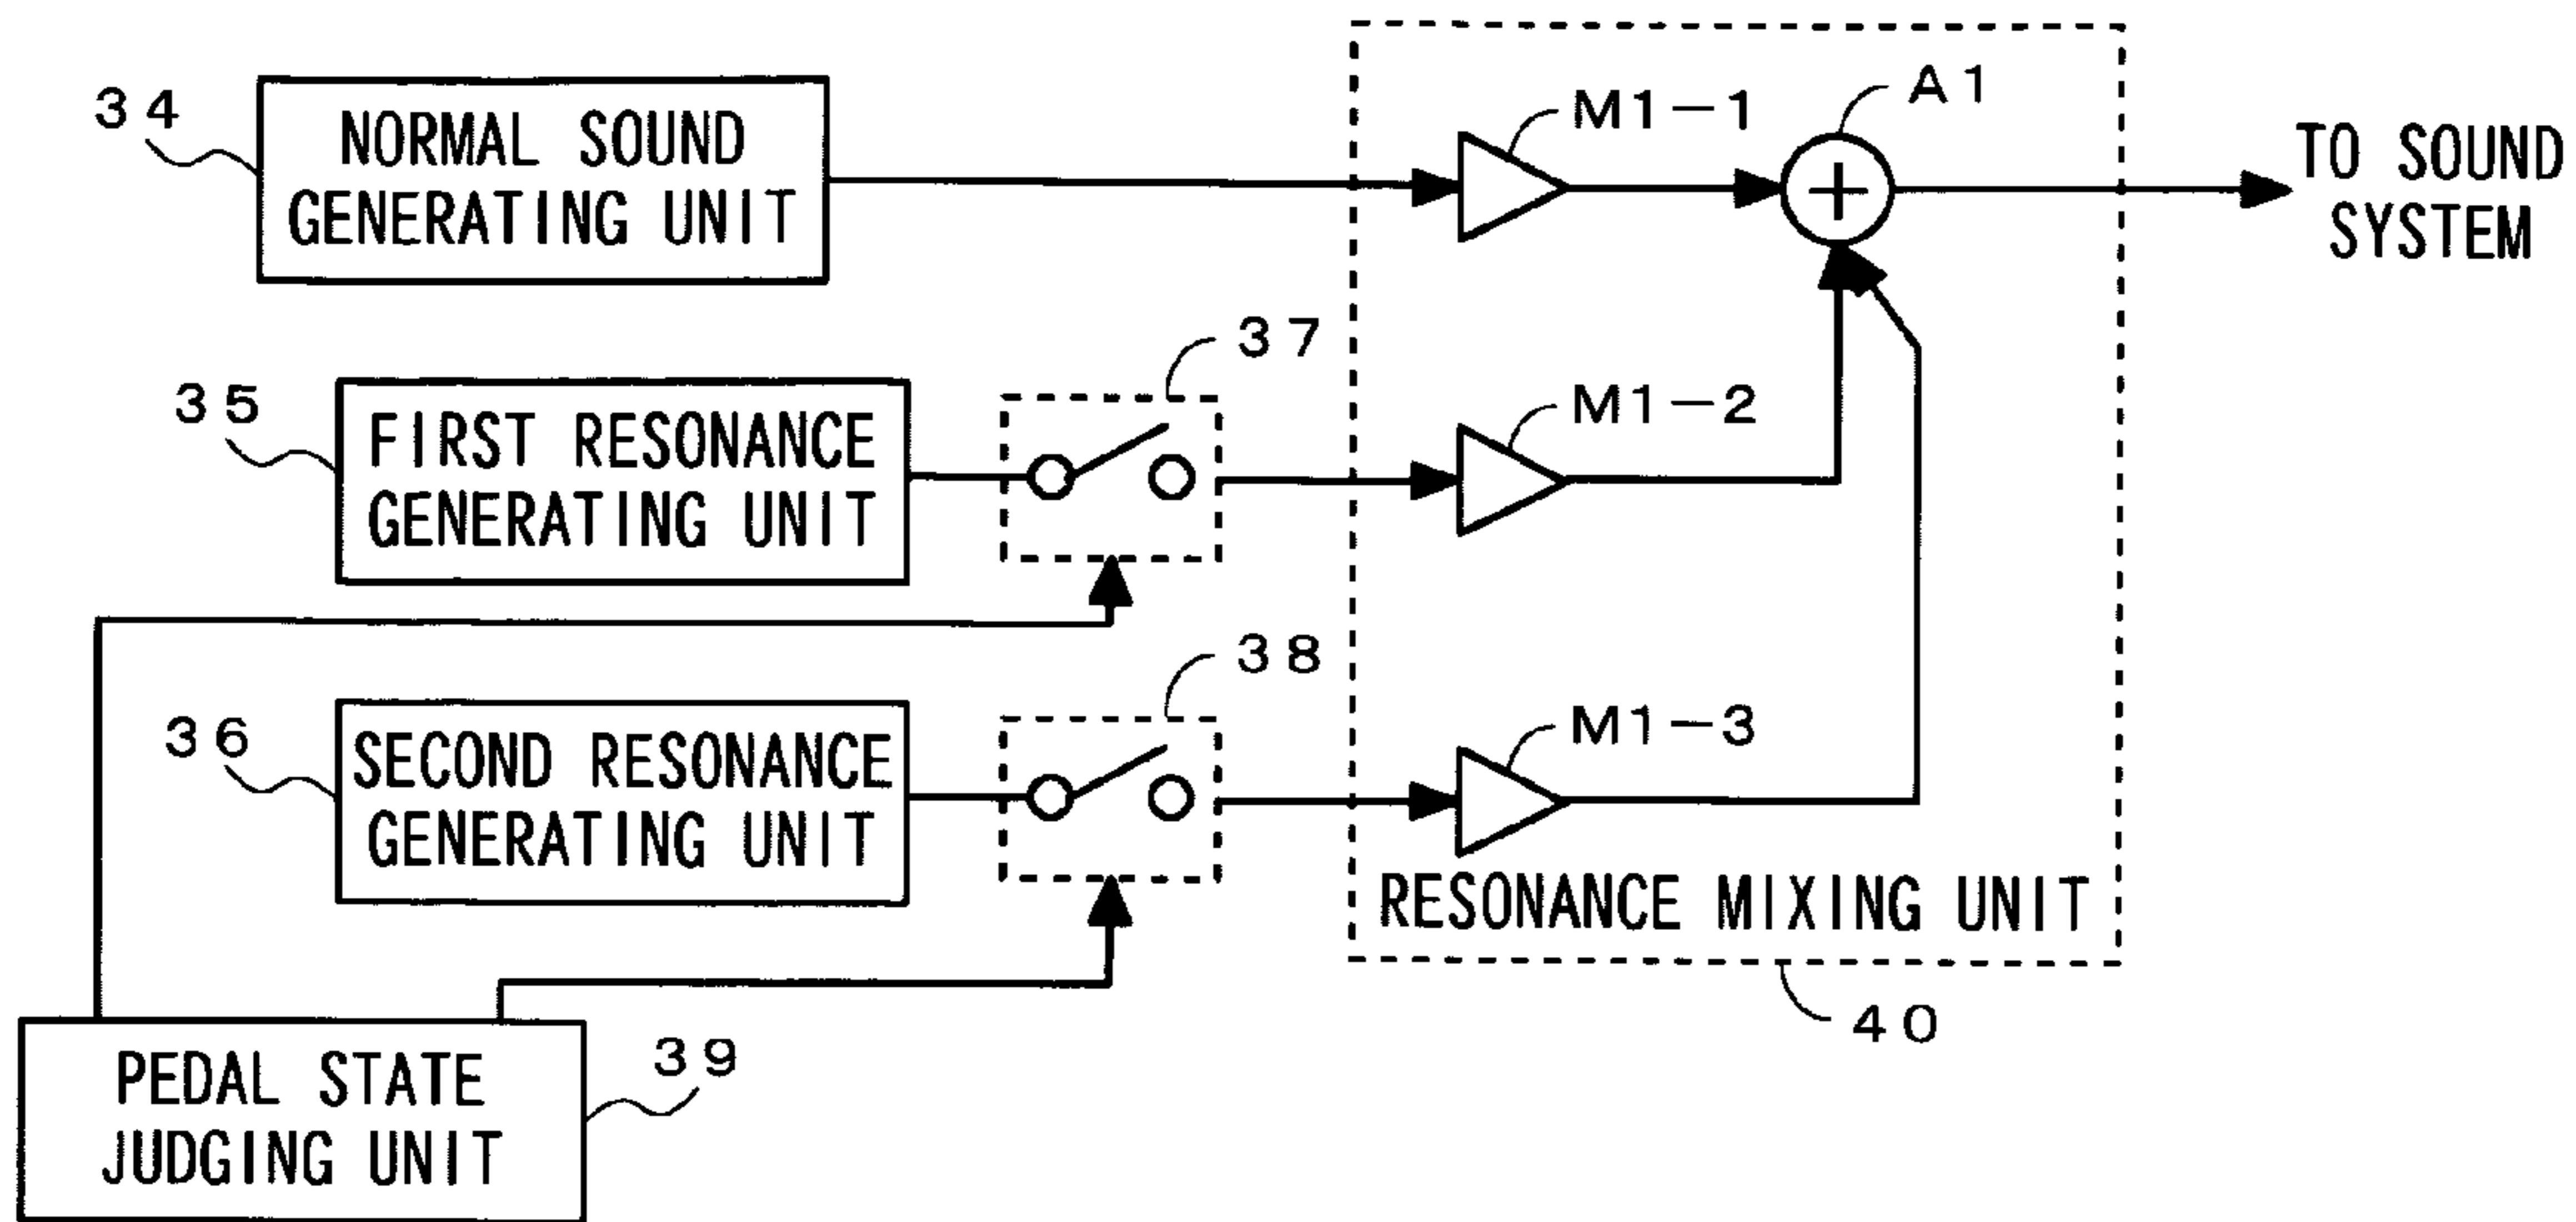 34
NORMAL SOUND
GENERATING UNIT
M1-1
A1
TO SOUND
SYSTEM
35
FIRST RESONANCE
GENERATING UNIT
37
M1-2
36
SECOND RESONANCE
GENERATING UNIT
38
M1-3
RESONANCE MIXING UNIT
40
PEDAL STATE
JUDGING UNIT
39
+